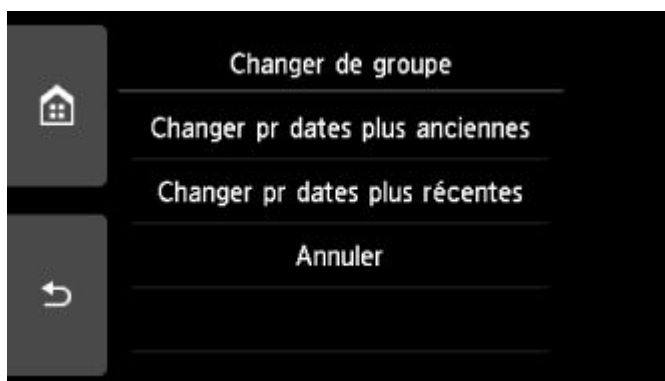 Changer de groupe
Changer pr dates plus anciennes
Changer pr dates plus récentes
Annuler